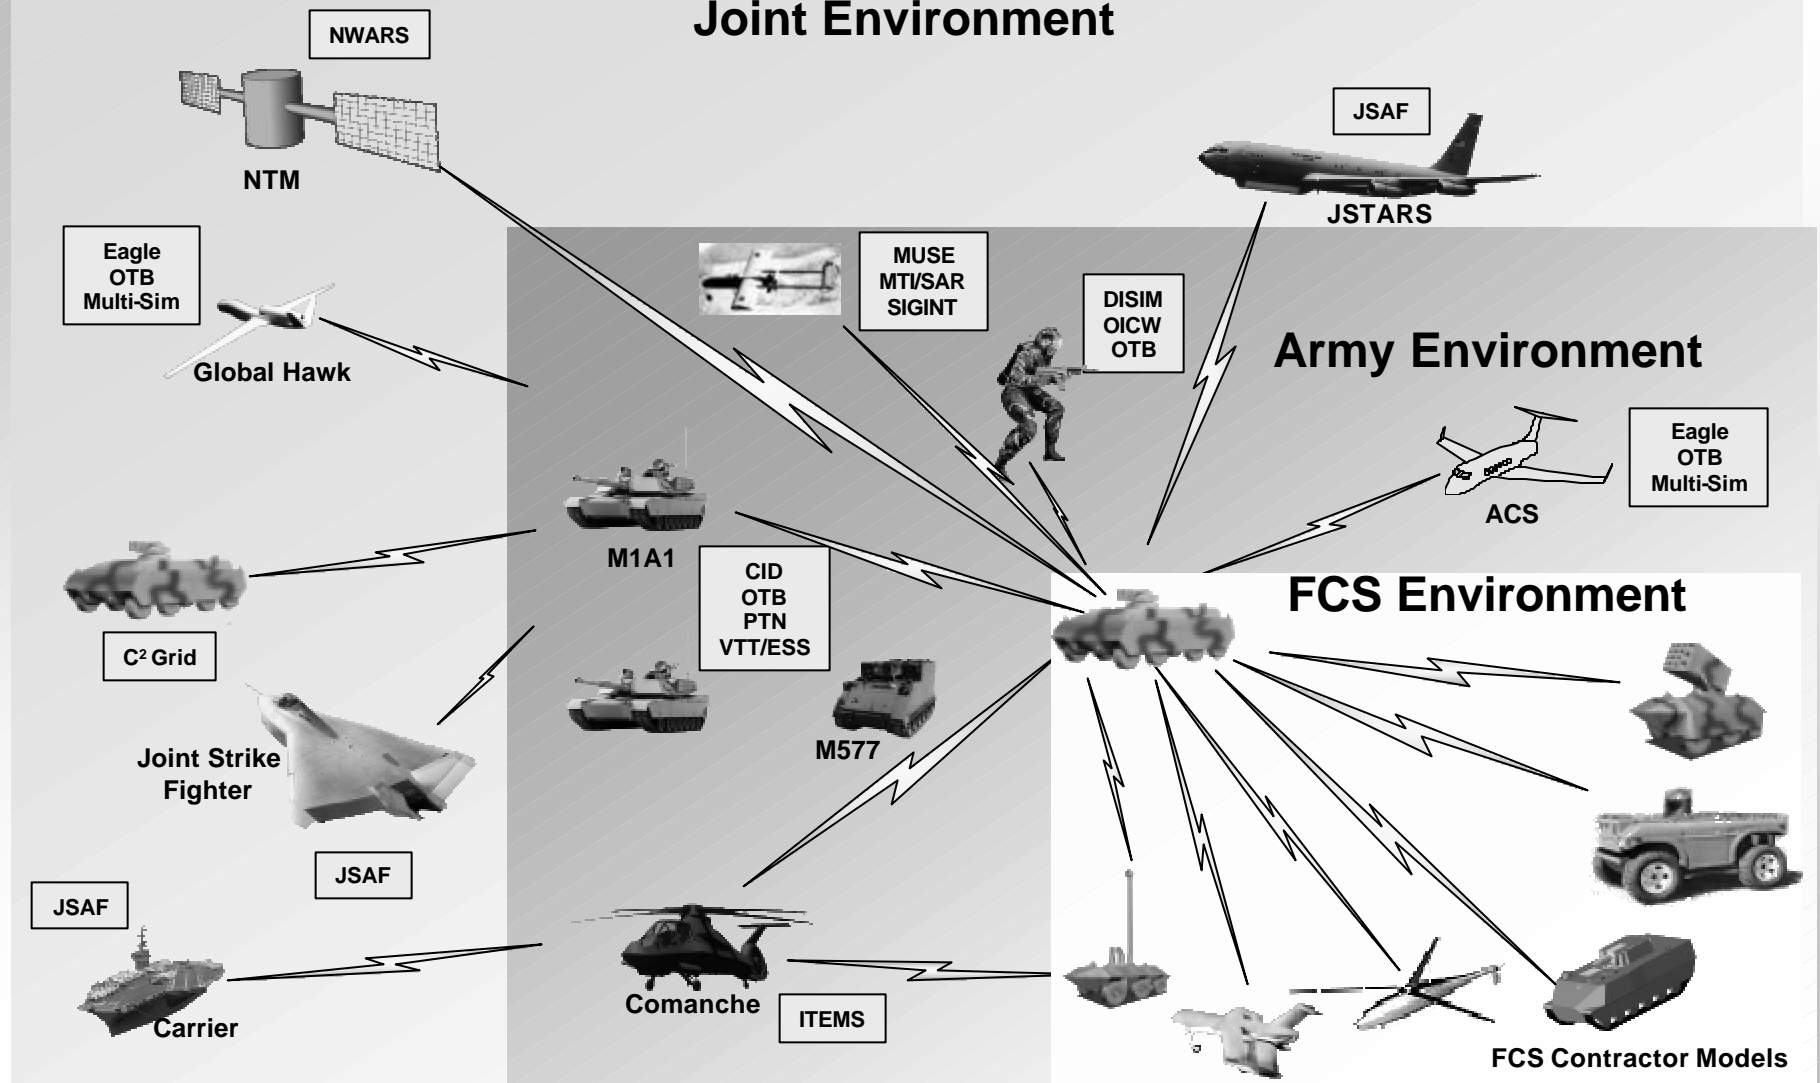 Joint Environment
NWARS
NTM
JSAF
JSTARS
Eagle
OTB
Multi-Sim
Global Hawk
MUSE
MTI/SAR
SIGINT
DISIM
OICW
OTB
Army Environment
Eagle
OTB
Multi-Sim
ACS
M1A1
CID
OTB
PTN
VTT/ESS
M577
C² Grid
Joint Strike
Fighter
JSAF
JSAF
Carrier
Comanche
ITEMS
FCS Environment
FCS Contractor Models